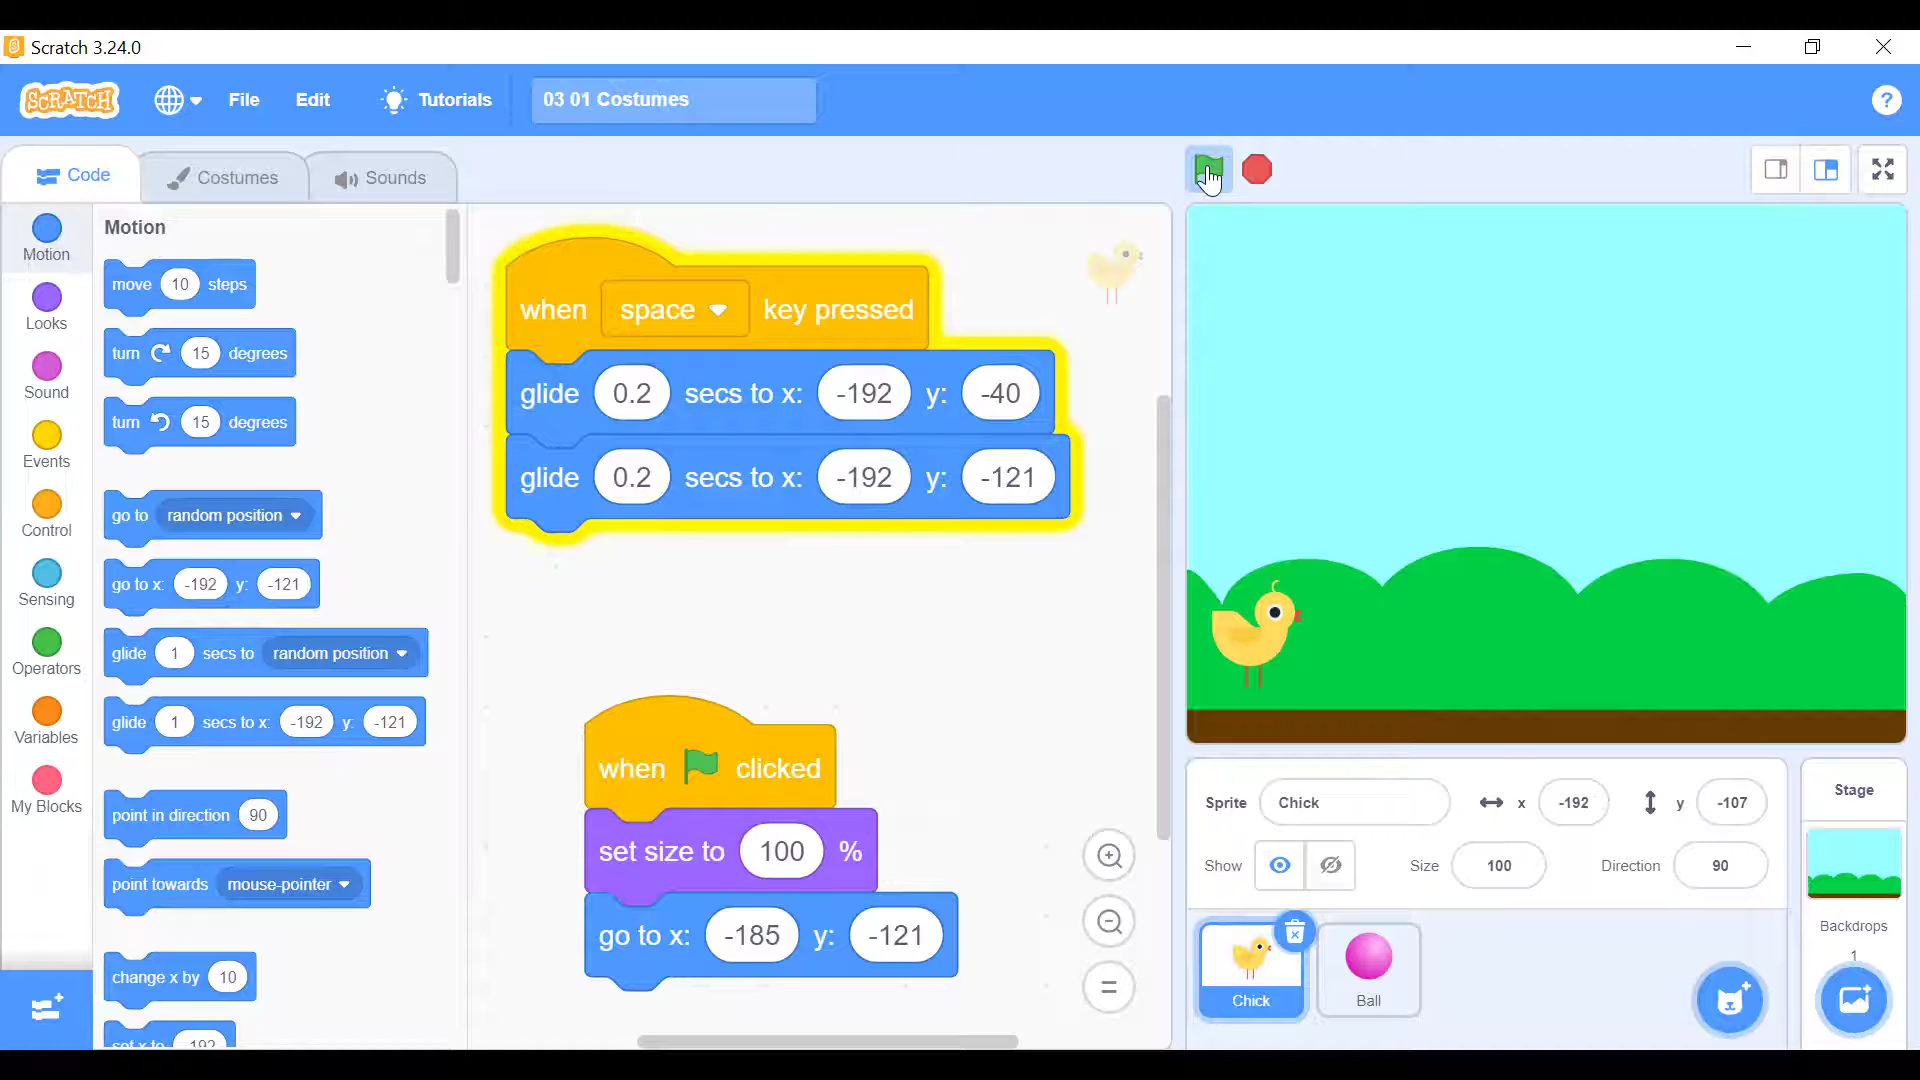 Scratch 3.24.0
SCRATCH
File Edit Tutorials 03 01 Costumes ?
Code Costumes Sounds
Motion
Looks
Sound
Events
Control
Sensing
Operators
Variables
My Blocks
Motion
move 10 steps
turn 15 degrees
turn 15 degrees
go to random position
go to x: -192 y: -121
glide 1 secs to random position
glide 1 secs to x: -192 y: -121
point in direction 90
point towards mouse-pointer
change x by 10
set x to -192
when space key pressed
glide 0.2 secs to x: -192 y: -40
glide 0.2 secs to x: -192 y: -121
when clicked
set size to 100 %
go to x: -185 y: -121
Sprite Chick x -192 y -107
Show Size 100 Direction 90
Chick
Ball
Stage
Backdrops
1